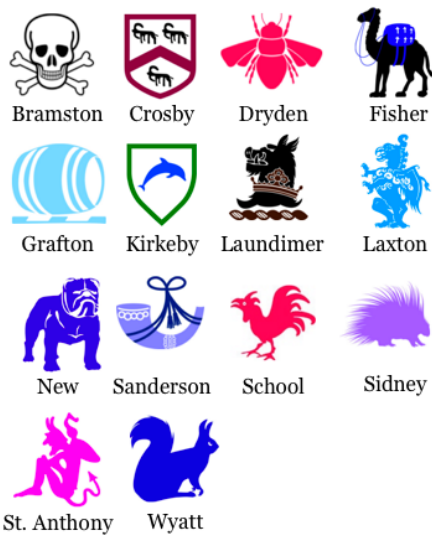 Bramston Crosby Dryden Fisher
Grafton Kirkeby Laundimer Laxton
New Sanderson School Sidney
St. Anthony Wyatt